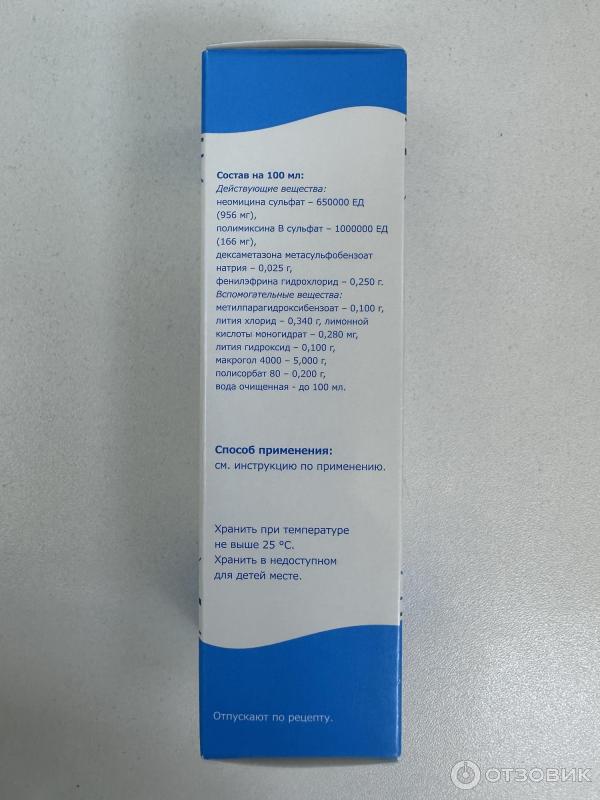 Состав на 100 мл:
Действующие вещества:
неомицина сульфат – 650000 ЕД
(956 мг),
полимиксина В сульфат – 1000000 ЕД
(166 мг),
дексаметазона метасульфобензоат
натрия – 0,025 г,
фенилэфрина гидрохлорид – 0,250 г.
Вспомогательные вещества:
метилпарагидроксибензоат – 0,100 г,
лития хлорид – 0,340 г, лимонной
кислоты моногидрат – 0,280 мг,
лития гидроксид – 0,100 г,
макрогол 4000 – 5,000 г,
полисорбат 80 – 0,200 г,
вода очищенная - до 100 мл.
Способ применения:
см. инструкцию по применению.
Хранить при температуре
не выше 25 °С.
Хранить в недоступном
для детей месте.
Отпускают по рецепту.
ОТЗОВИК